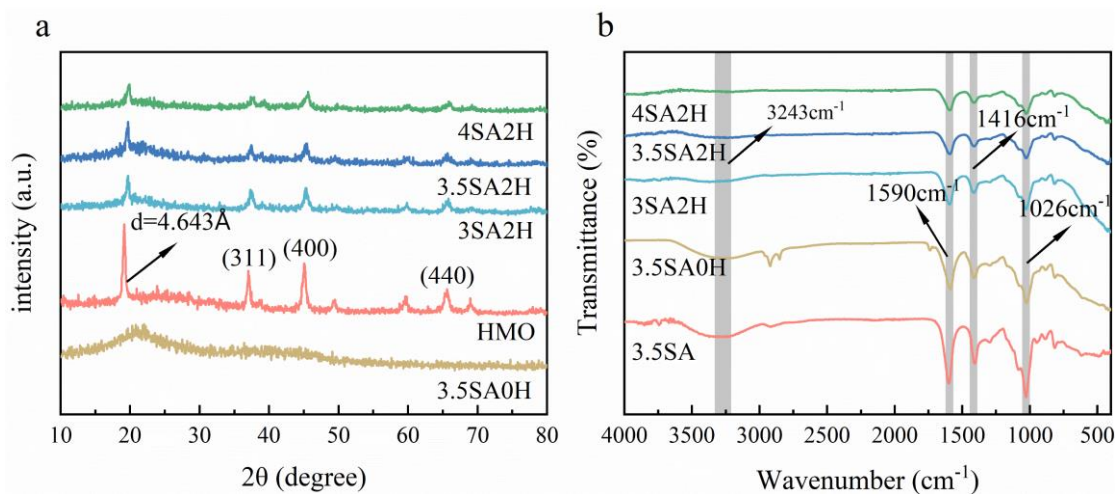 a
intensity (a.u.)
4SA2H
3.5SA2H
3SA2H
d=4.643Å
(311)
(400)
(440)
HMO
3.5SA0H
10
20
30
40
50
60
70
80
2θ (degree)
b
Transmittance (%)
4SA2H
3243cm⁻¹
1416cm⁻¹
3.5SA2H
1590cm⁻¹
3SA2H
1026cm⁻¹
3.5SA0H
3.5SA
4000
3500
3000
2500
2000
1500
1000
Wavenumber (cm⁻¹)